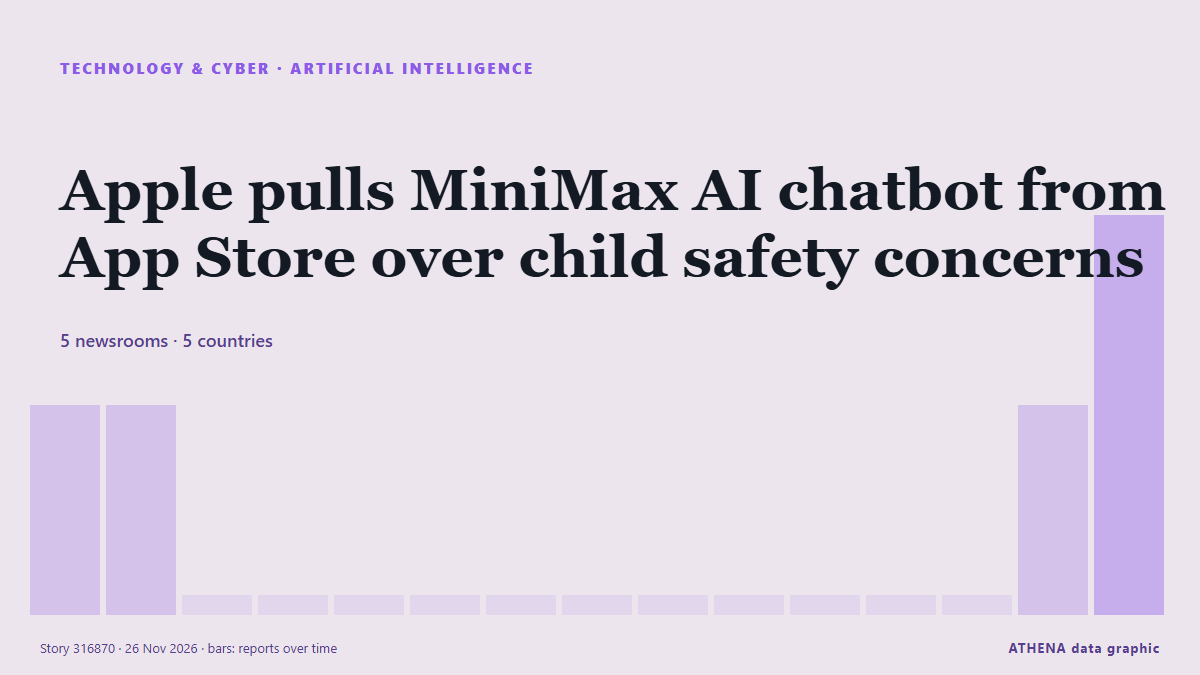 TECHNOLOGY & CYBER · ARTIFICIAL INTELLIGENCE
Apple pulls MiniMax AI chatbot from
App Store over child safety concerns
5 newsrooms · 5 countries
Story 316870 · 26 Nov 2026 · bars: reports over time
ATHENA data graphic